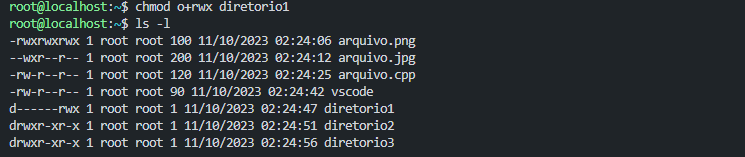 root@localhost:~$ chmod o+rwx diretorio1
root@localhost:~$ ls -l
-rwxrwxrwx 1 root root 100 11/10/2023 02:24:06 arquivo.png
--wxr--r-- 1 root root 200 11/10/2023 02:24:12 arquivo.jpg
-rw-r--r-- 1 root root 120 11/10/2023 02:24:25 arquivo.cpp
-rw-r--r-- 1 root root 90 11/10/2023 02:24:42 vscode
d------rwx 1 root root 1 11/10/2023 02:24:47 diretorio1
drwxr-xr-x 1 root root 1 11/10/2023 02:24:51 diretorio2
drwxr-xr-x 1 root root 1 11/10/2023 02:24:56 diretorio3